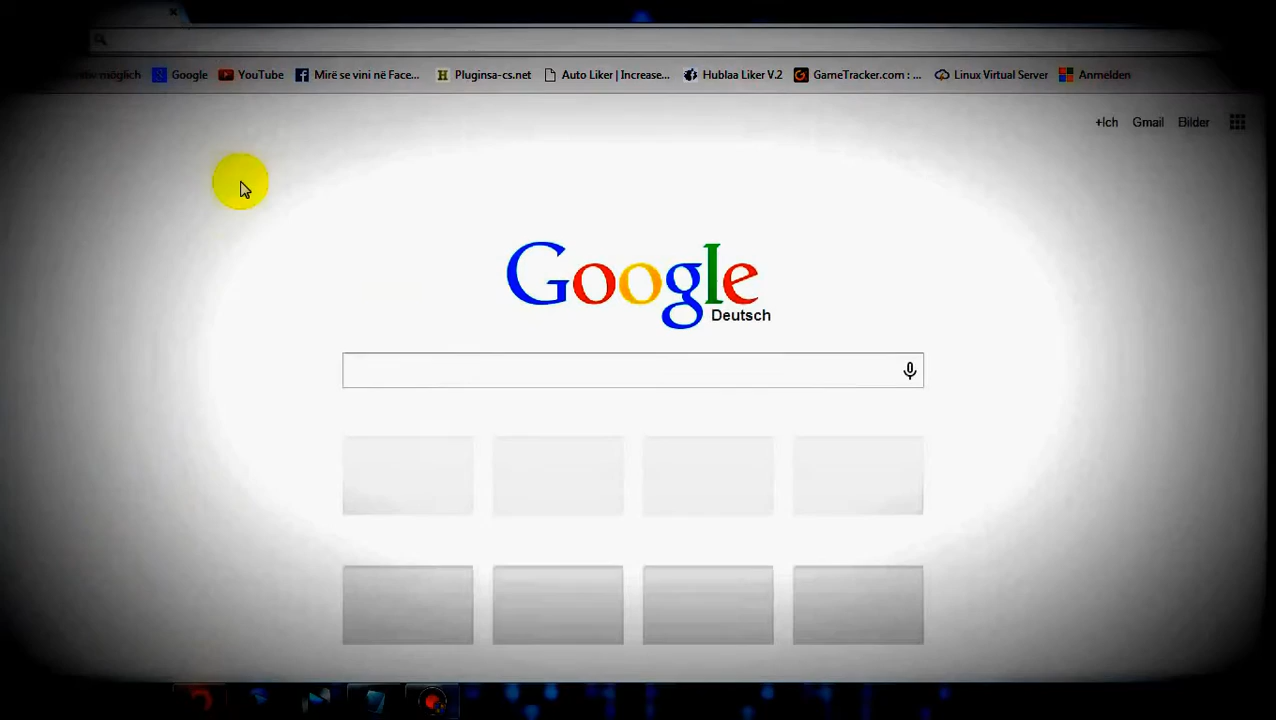 möglich Google YouTube Mirë se vini në Face... Pluginsa-cs.net Auto Liker | Increase... Hublaa Liker V.2 GameTracker.com : ... Linux Virtual Server Anmelden
+Ich Gmail Bilder
Google
Deutsch